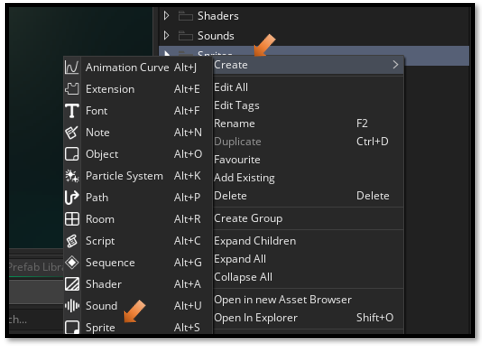 Shaders
Sounds
Sprites
Create
Edit All
Edit Tags
Rename F2
Duplicate Ctrl+D
Favourite
Add Existing
Delete Delete
Create Group
Expand Children
Expand All
Collapse All
Open in new Asset Browser
Open In Explorer Shift+O
Animation Curve Alt+J
Extension Alt+E
Font Alt+F
Note Alt+N
Object Alt+O
Particle System Alt+K
Path Alt+P
Room Alt+R
Script Alt+C
Sequence Alt+G
Shader Alt+A
Sound Alt+U
Sprite Alt+S
Prefab Libra
ch...